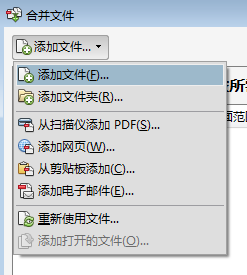 合并文件
添加文件...
添加文件(F)...
添加文件夹(R)...
从扫描仪添加 PDF(S)...
添加网页(W)...
从剪贴板添加(C)...
添加电子邮件(E)...
重新使用文件...
添加打开的文件(O)...